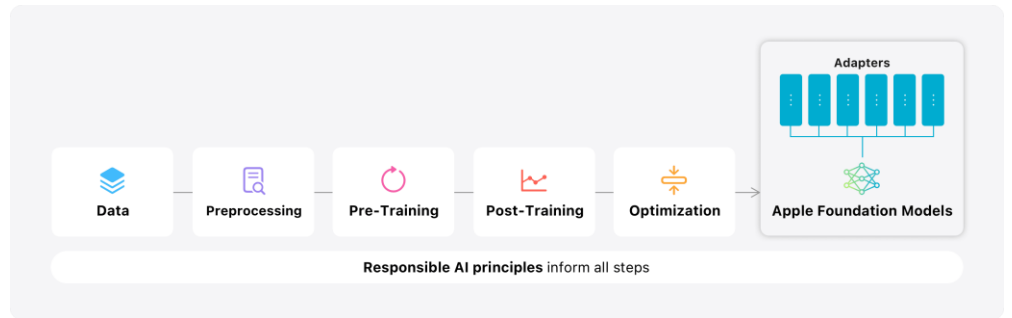 Adapters
Data
Preprocessing
Pre-Training
Post-Training
Optimization
Apple Foundation Models
Responsible AI principles inform all steps